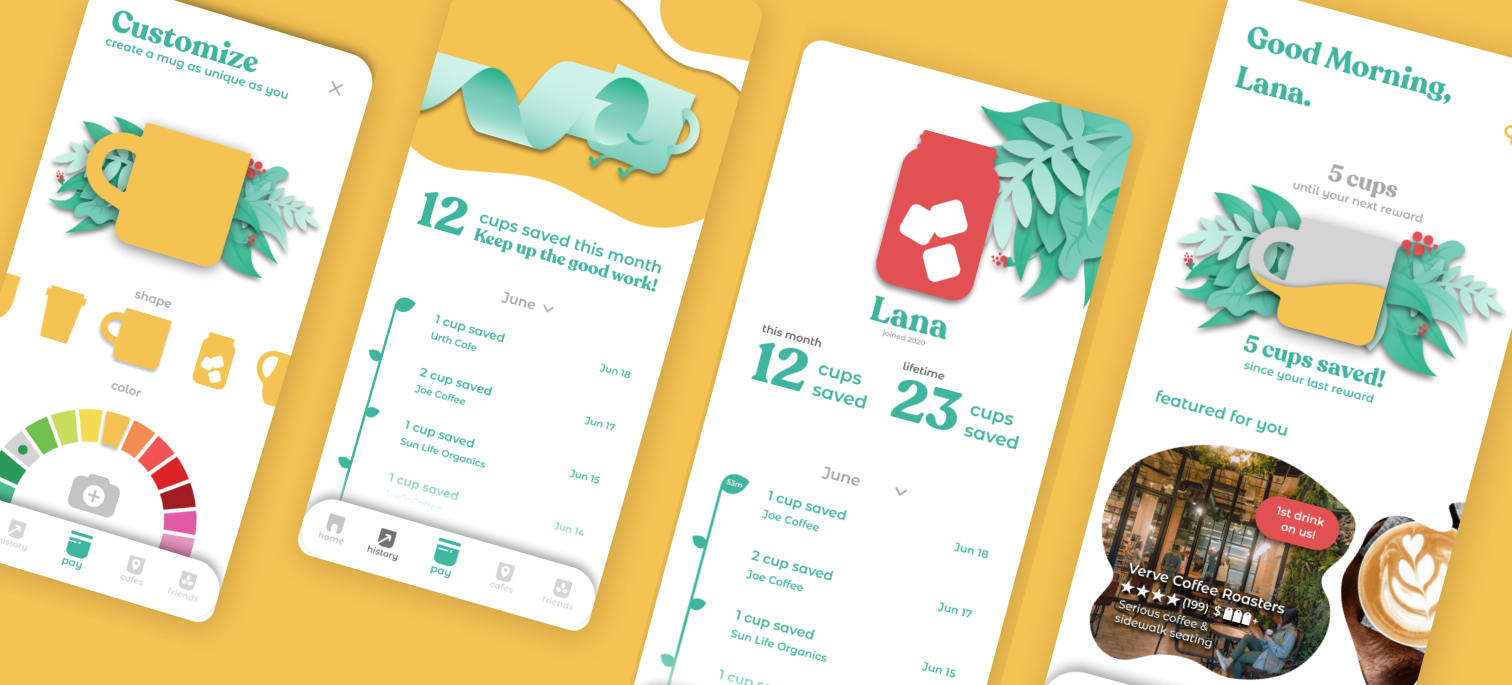 Customize
create a mug as unique as you
shape
color
history
pay
cafes
friends
12
cups saved this month
Keep up the good work!
June
1 cup saved
Urth Cafe
Jun 18
2 cup saved
Joe Coffee
Jun 17
1 cup saved
Sun Life Organics
Jun 15
1 cup saved
Joe's Coffee
Jun 14
home
history
pay
cafes
friends
Lana
joined 2020
this month
12 cups
saved
lifetime
23 cups
saved
June
53m
1 cup saved
Joe Coffee
Jun 18
2 cup saved
Joe Coffee
Jun 17
1 cup saved
Sun Life Organics
Jun 15
1 cup
Good Morning,
Lana.
5 cups
until your next reward
5 cups saved!
since your last reward
featured for you
1st drink
on us!
Verve Coffee Roasters
★★★★ (199) $
Serious coffee &
sidewalk seating